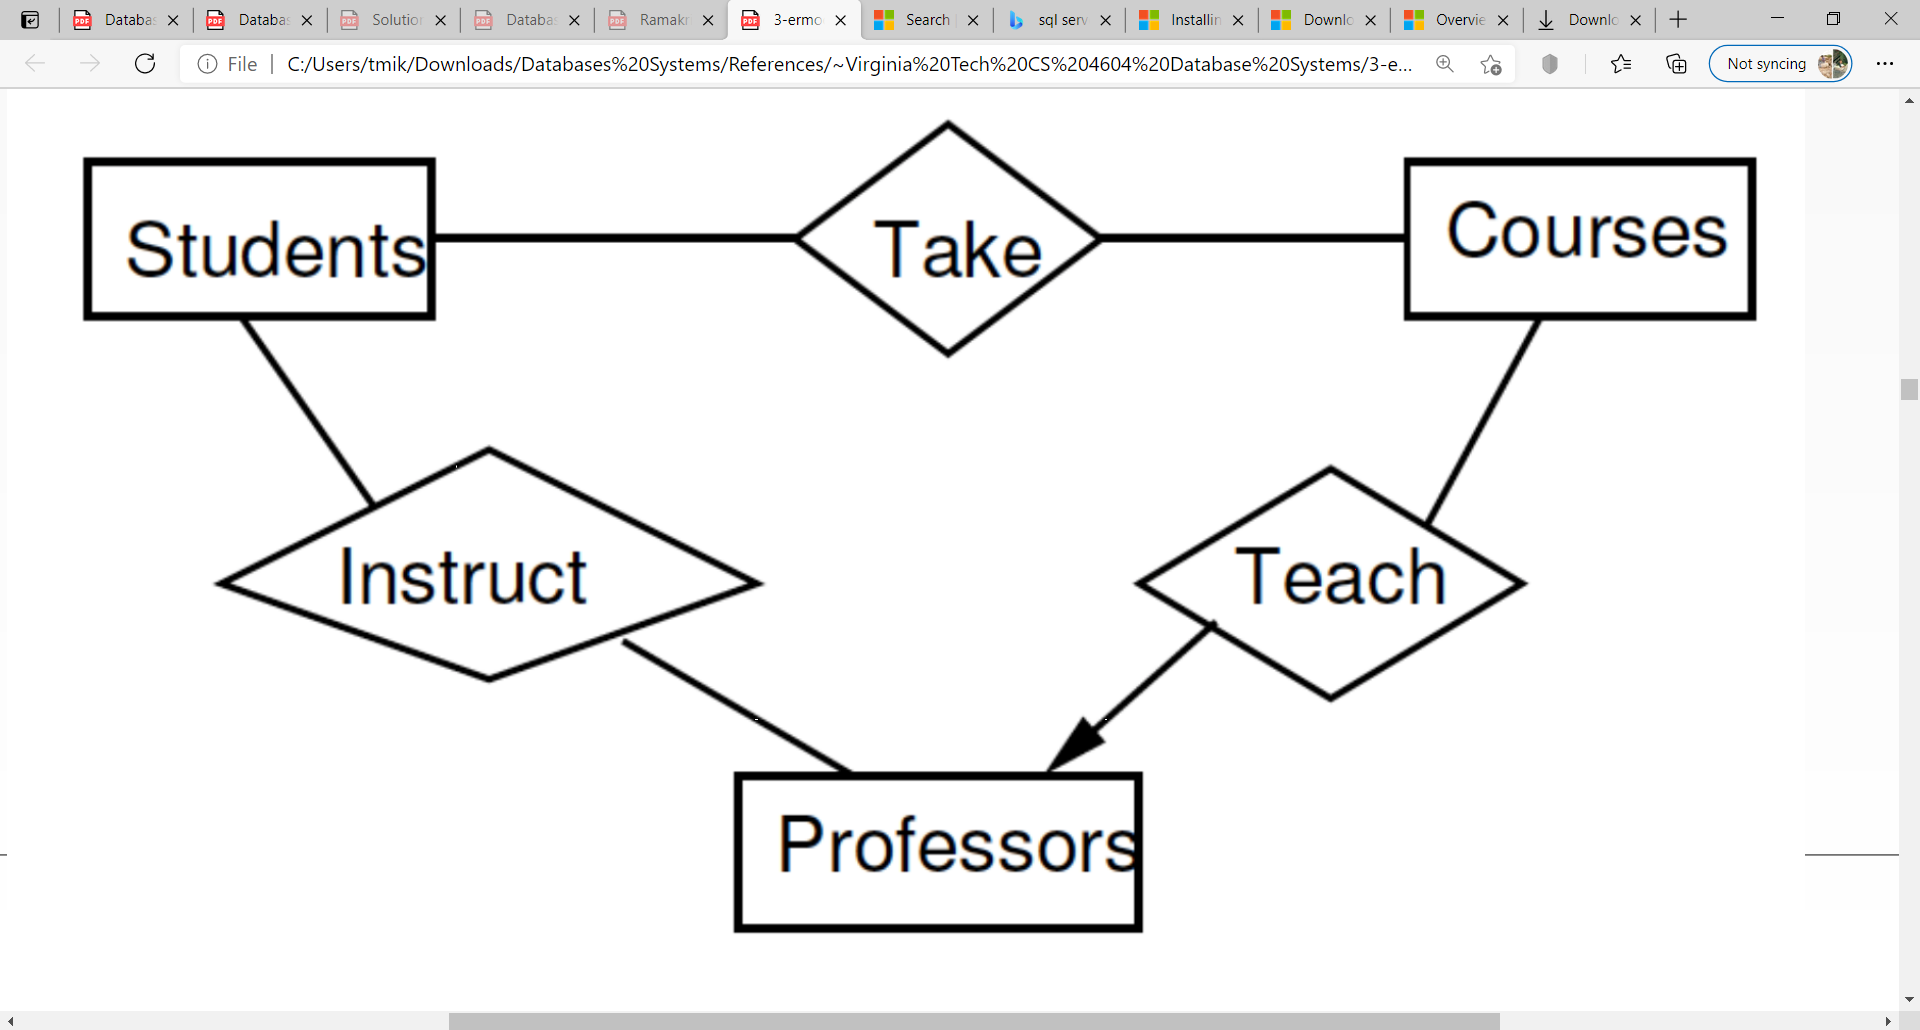 Databa Databa Solution Databa Ramakr 3-ermo Search sql serv Installin Downlo Overvie Downlo
File C:/Users/tmik/Downloads/Databases%20Systems/References/~Virginia%20Tech%20CS%204604%20Database%20Systems/3-e... Not syncing
Students Take Courses
Instruct Teach
Professors